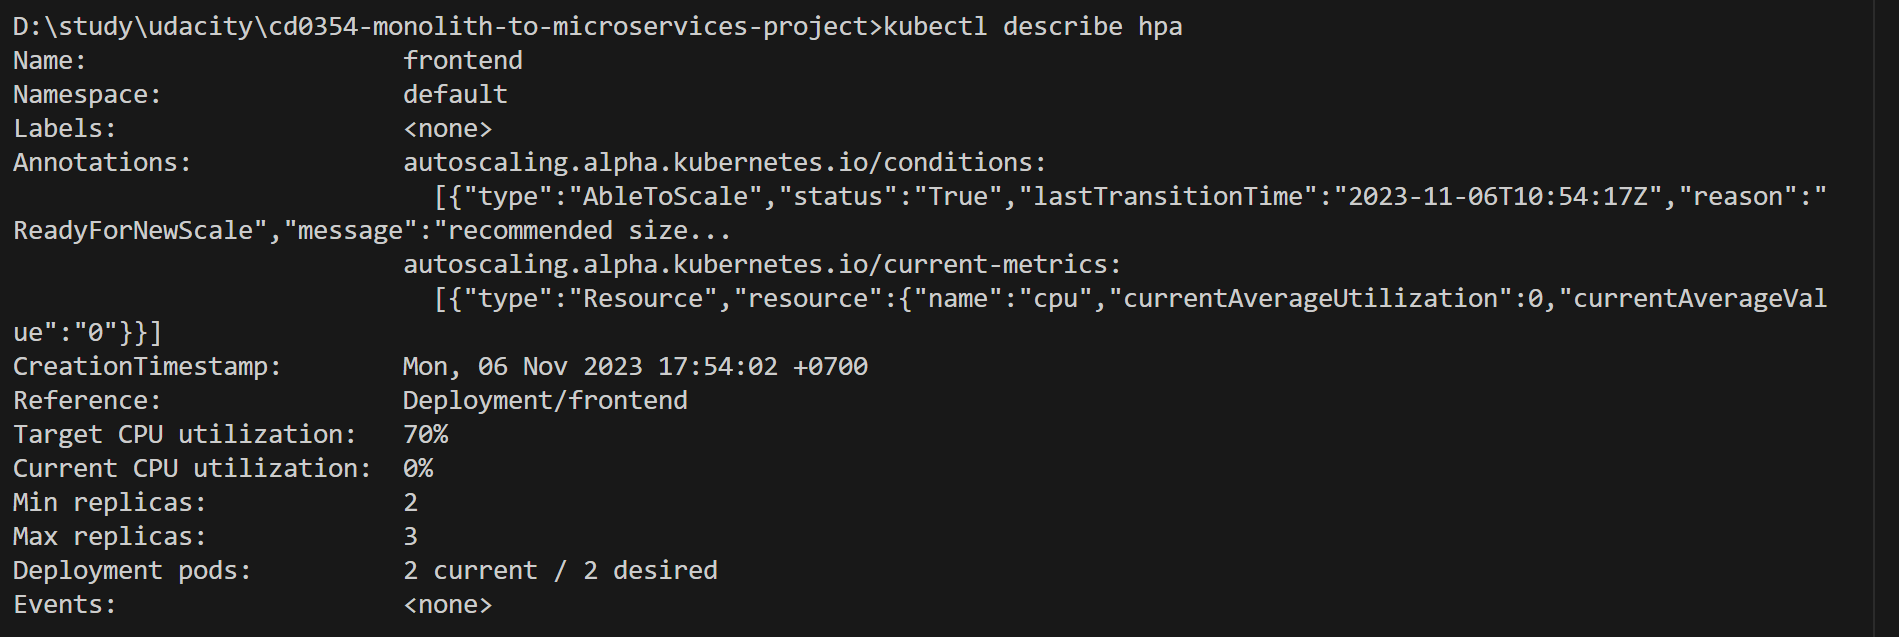 D:\study\udacity\cd0354-monolith-to-microservices-project>kubectl describe hpa
Name:                     frontend
Namespace:                default
Labels:                   <none>
Annotations:              autoscaling.alpha.kubernetes.io/conditions:
                            [{"type":"AbleToScale","status":"True","lastTransitionTime":"2023-11-06T10:54:17Z","reason":"
ReadyForNewScale","message":"recommended size...
                          autoscaling.alpha.kubernetes.io/current-metrics:
                            [{"type":"Resource","resource":{"name":"cpu","currentAverageUtilization":0,"currentAverageVal
ue":"0"}}]
CreationTimestamp:        Mon, 06 Nov 2023 17:54:02 +0700
Reference:                Deployment/frontend
Target CPU utilization:   70%
Current CPU utilization:  0%
Min replicas:             2
Max replicas:             3
Deployment pods:          2 current / 2 desired
Events:                   <none>